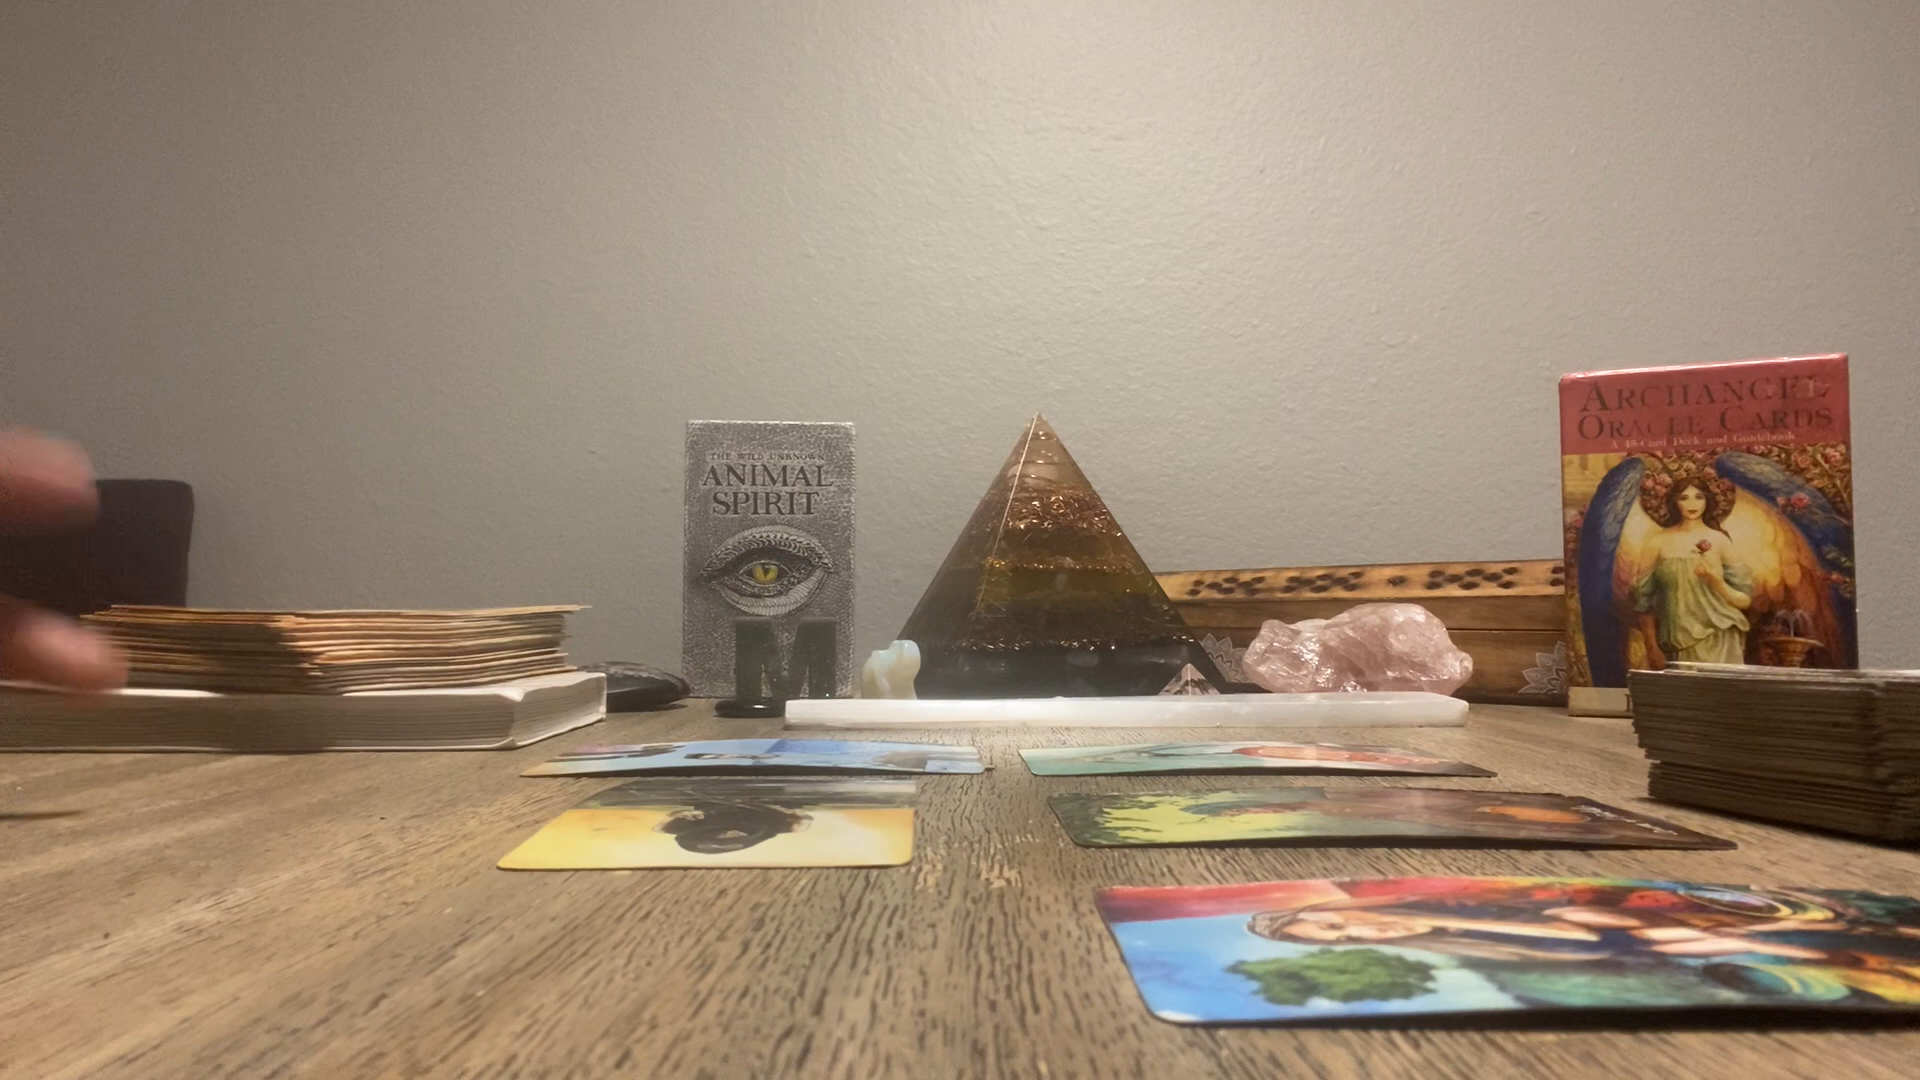 THE WILD UNKNOWN
ANIMAL
SPIRIT
ARCHANGEL
ORACLE CARDS
A 45-Card Deck and Guidebook